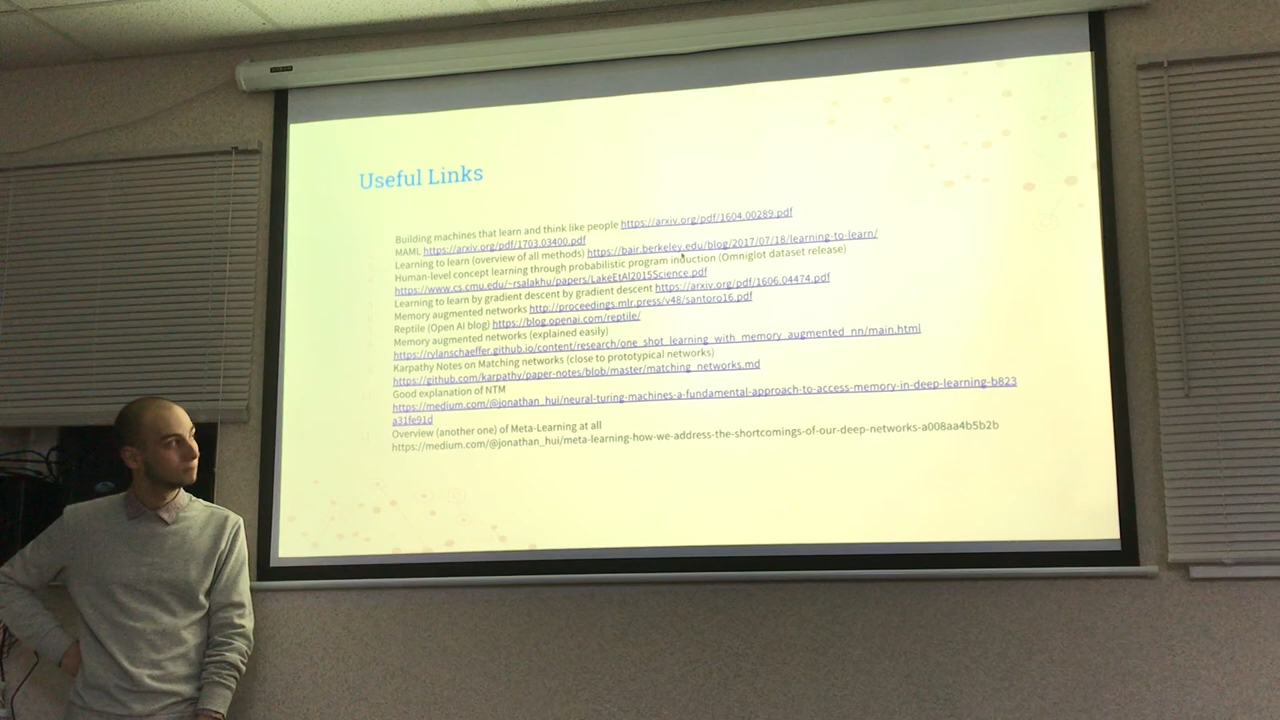 Useful Links
Building machines that learn and think like people https://arxiv.org/pdf/1604.00289.pdf
MAML https://arxiv.org/pdf/1703.03400.pdf
Learning to learn (overview of all methods) https://bair.berkeley.edu/blog/2017/07/18/learning-to-learn/
Human-level concept learning through probabilistic program induction (Omniglot dataset release)
https://www.cs.cmu.edu/~rsalakhu/papers/LakeEtAl2015Science.pdf
Learning to learn by gradient descent by gradient descent https://arxiv.org/pdf/1606.04474.pdf
Memory augmented networks http://proceedings.mlr.press/v48/santoro16.pdf
Reptile (Open AI blog) https://blog.openai.com/reptile/
Memory augmented networks (explained easily)
https://rylanschaeffer.github.io/content/research/one_shot_learning_with_memory_augmented_nn/main.html
Karpathy Notes on Matching networks (close to prototypical networks)
https://github.com/karpathy/paper-notes/blob/master/matching_networks.md
Good explanation of NTM
https://medium.com/@jonathan_hui/neural-turing-machines-a-fundamental-approach-to-access-memory-in-deep-learning-b823
a31fe91d
Overview (another one) of Meta-Learning at all
https://medium.com/@jonathan_hui/meta-learning-how-we-address-the-shortcomings-of-our-deep-networks-a008aa4b5b2b